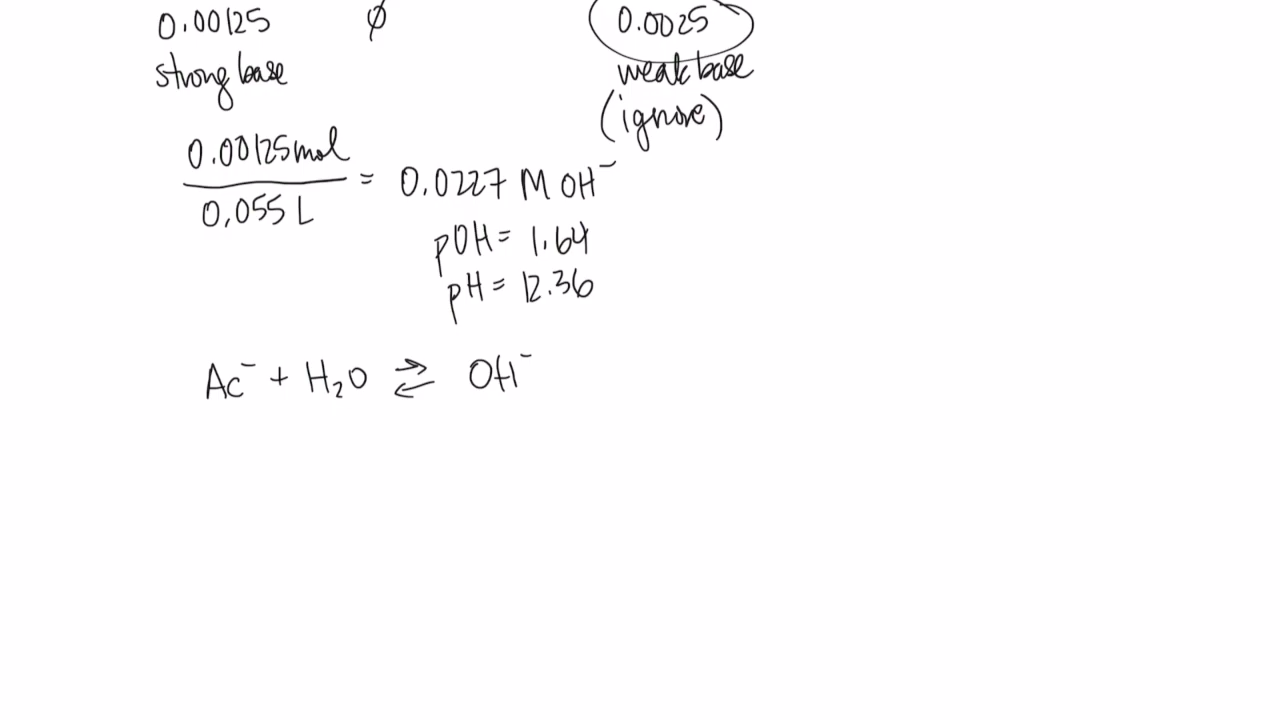 0.00125 ∅ 0.0025
strong base weak base
(ignore)
0.00125 mol
0.055 L
= 0.0227 M OH⁻
pOH = 1.64
pH = 12.36
Ac⁻ + H₂O ⇌ OH⁻